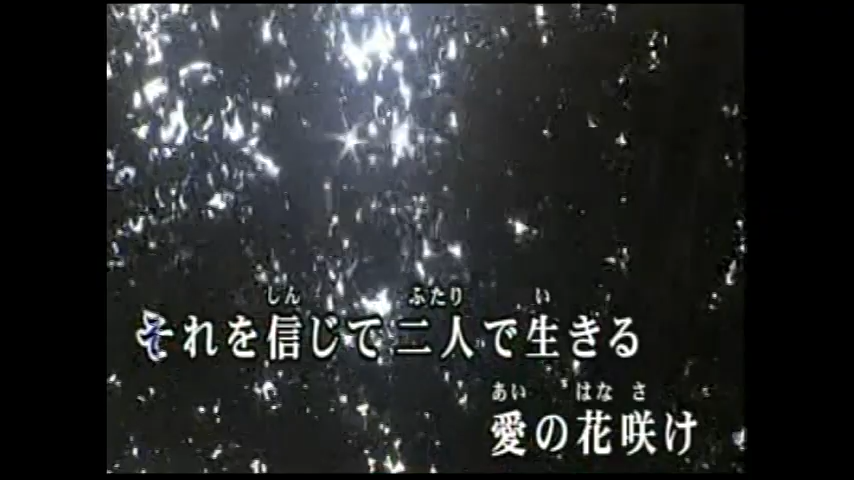 しん ふたり い
それを信じて二人で生きる
あい はな さ
愛の花咲け